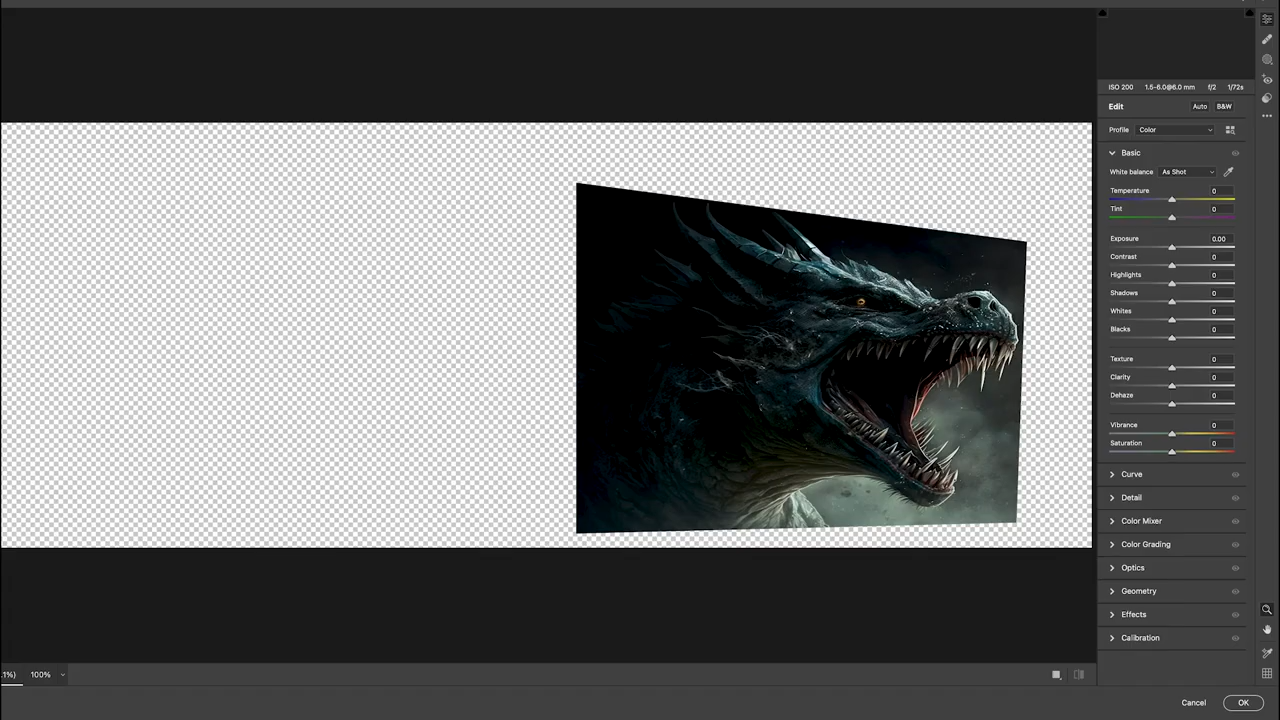 ISO 200 1.5-6.0@6.0 mm f/2 1/72s
Edit Auto B&W
Profile Color
Basic
White balance As Shot
Temperature 0
Tint 0
Exposure 0.00
Contrast 0
Highlights 0
Shadows 0
Whites 0
Blacks 0
Texture 0
Clarity 0
Dehaze 0
Vibrance 0
Saturation 0
Curve
Detail
Color Mixer
Color Grading
Optics
Geometry
Effects
Calibration
.1%) 100%
Cancel OK